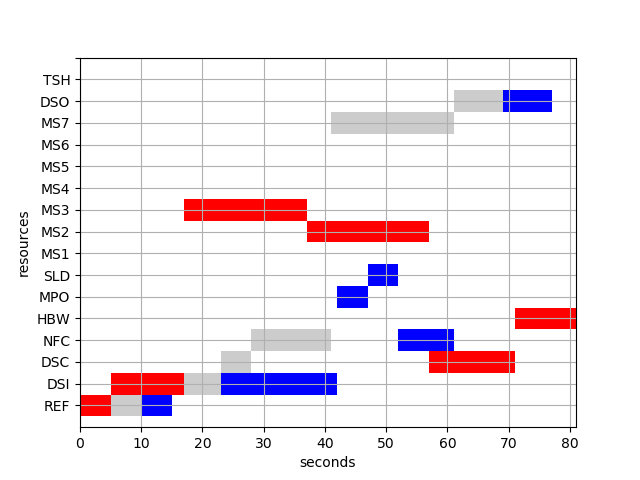 TSH
DSO
MS7
MS6
MS5
MS4
MS3
MS2
MS1
SLD
MPO
HBW
NFC
DSC
DSI
REF
resources
0 10 20 30 40 50 60 70 80
seconds